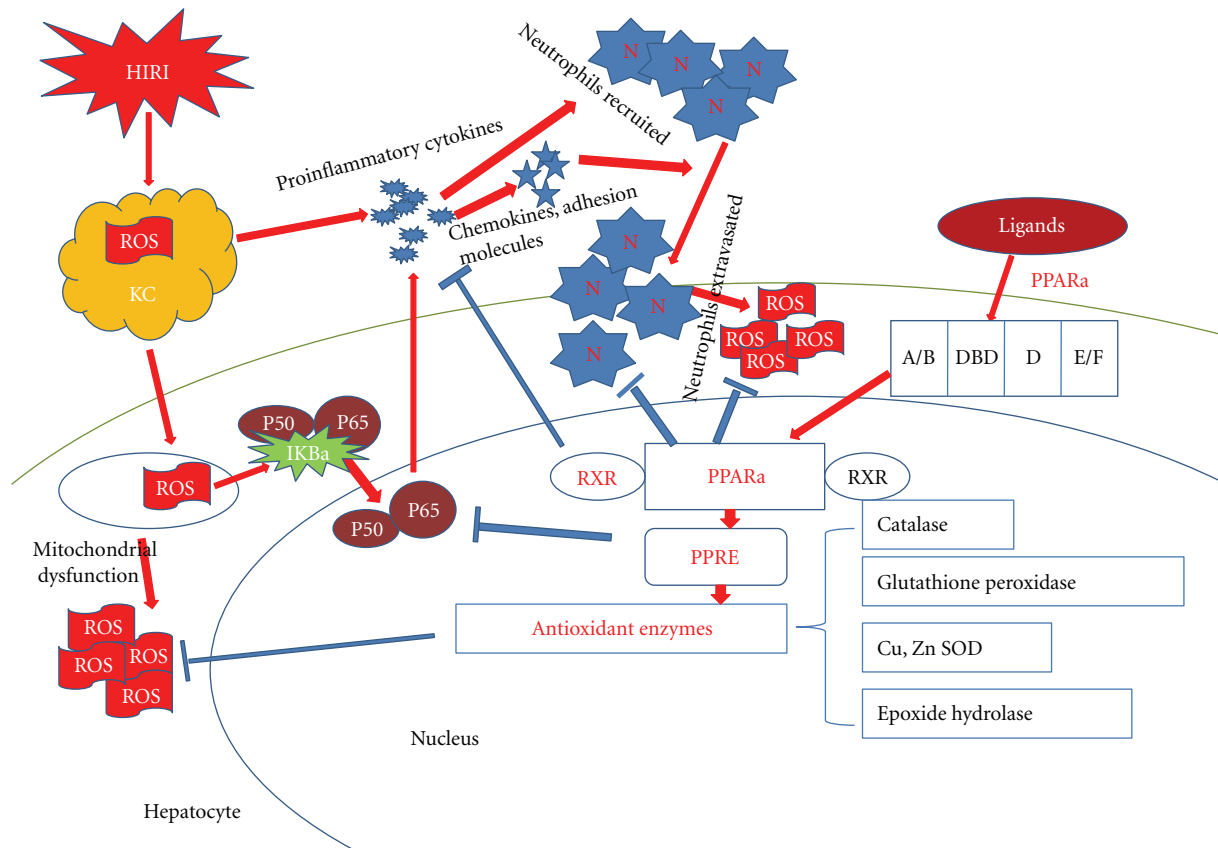 HIRI
ROS
KC
Proinflammatory cytokines
Neutrophils recruited
N
N
N
N
Chemokines, adhesion
molecules
N
N
N
N
Neutrophils extravasated
ROS
ROS
ROS
ROS
Ligands
PPARa
A/B
DBD
D
E/F
P50
P65
IKBa
ROS
P50
P65
Mitochondrial
dysfunction
ROS
ROS
ROS
ROS
RXR
PPARa
RXR
PPRE
Antioxidant enzymes
Catalase
Glutathione peroxidase
Cu, Zn SOD
Epoxide hydrolase
Nucleus
Hepatocyte